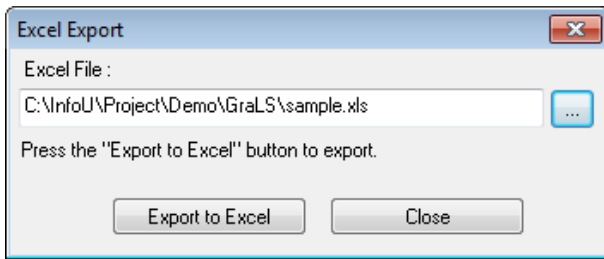 Excel Export
Excel File :
C:\InfoU\Project\Demo\GraLS\sample.xls
...
Press the "Export to Excel" button to export.
Export to Excel
Close